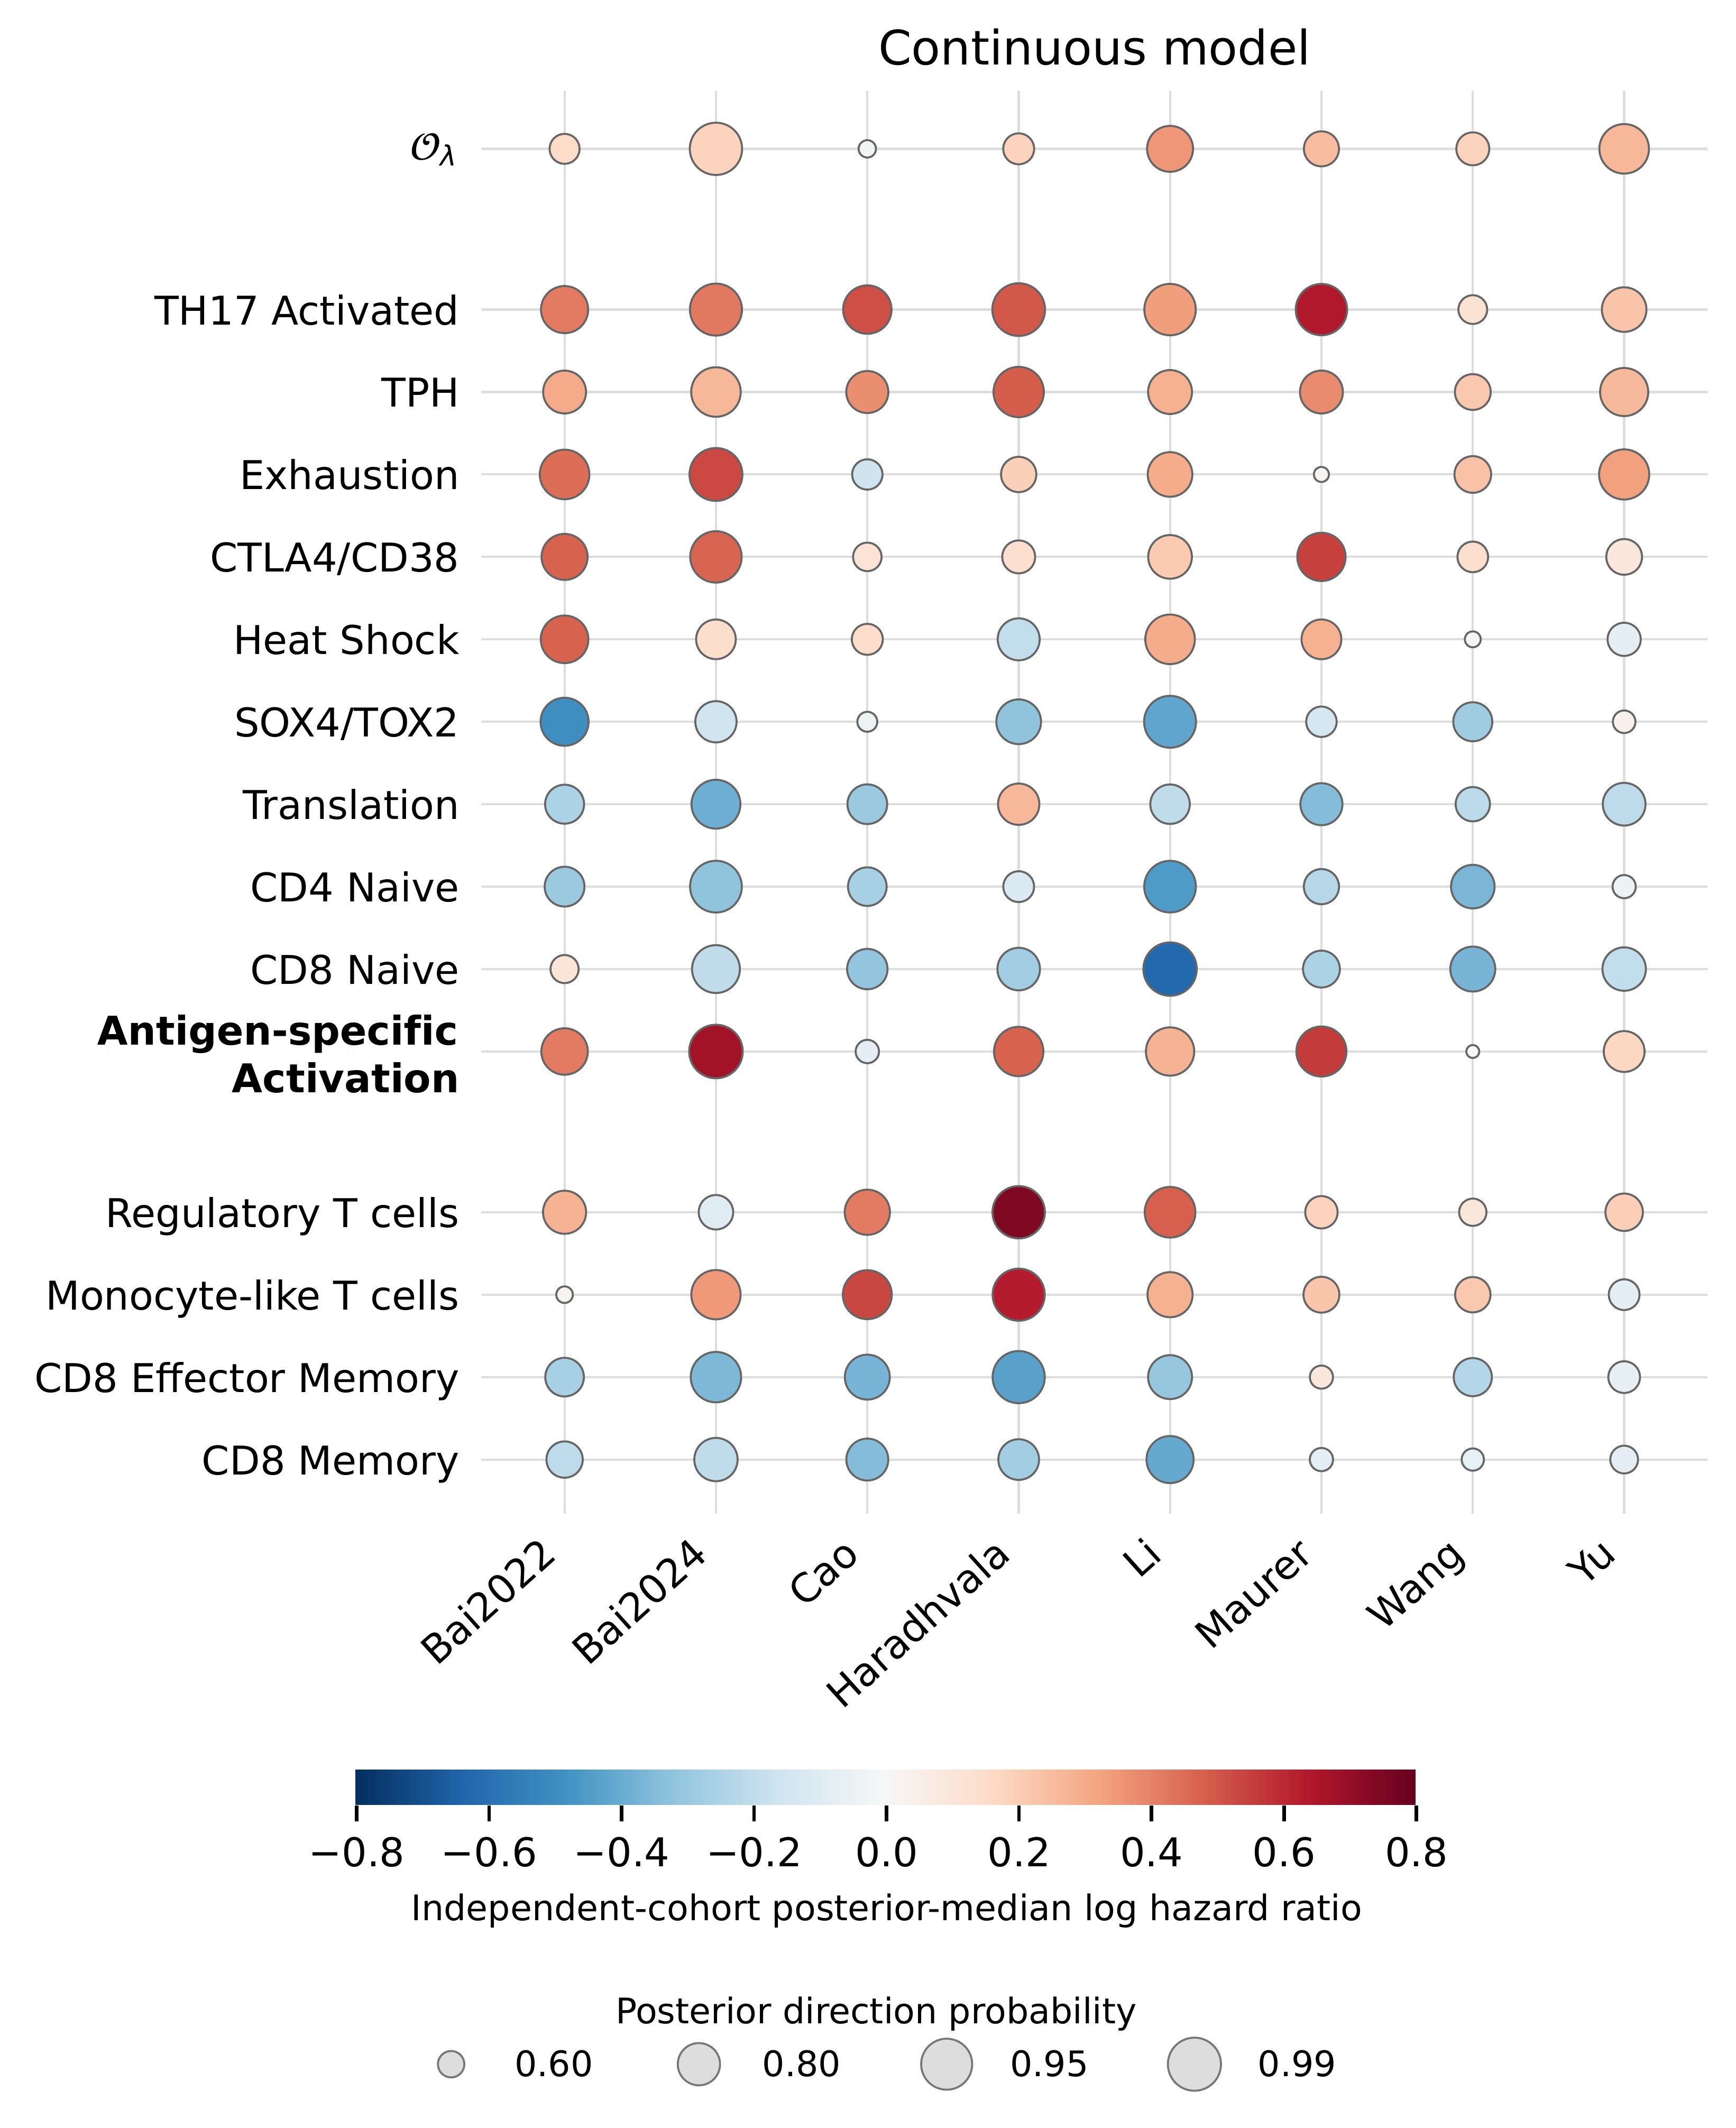 Continuous model
𝒪λ
TH17 Activated
TPH
Exhaustion
CTLA4/CD38
Heat Shock
SOX4/TOX2
Translation
CD4 Naive
CD8 Naive
Antigen-specific
Activation
Regulatory T cells
Monocyte-like T cells
CD8 Effector Memory
CD8 Memory
Bai2022 Bai2024 Cao Haradhvala Li Maurer Wang Yu
−0.8 −0.6 −0.4 −0.2 0.0 0.2 0.4 0.6 0.8
Independent-cohort posterior-median log hazard ratio
Posterior direction probability
0.60 0.80 0.95 0.99